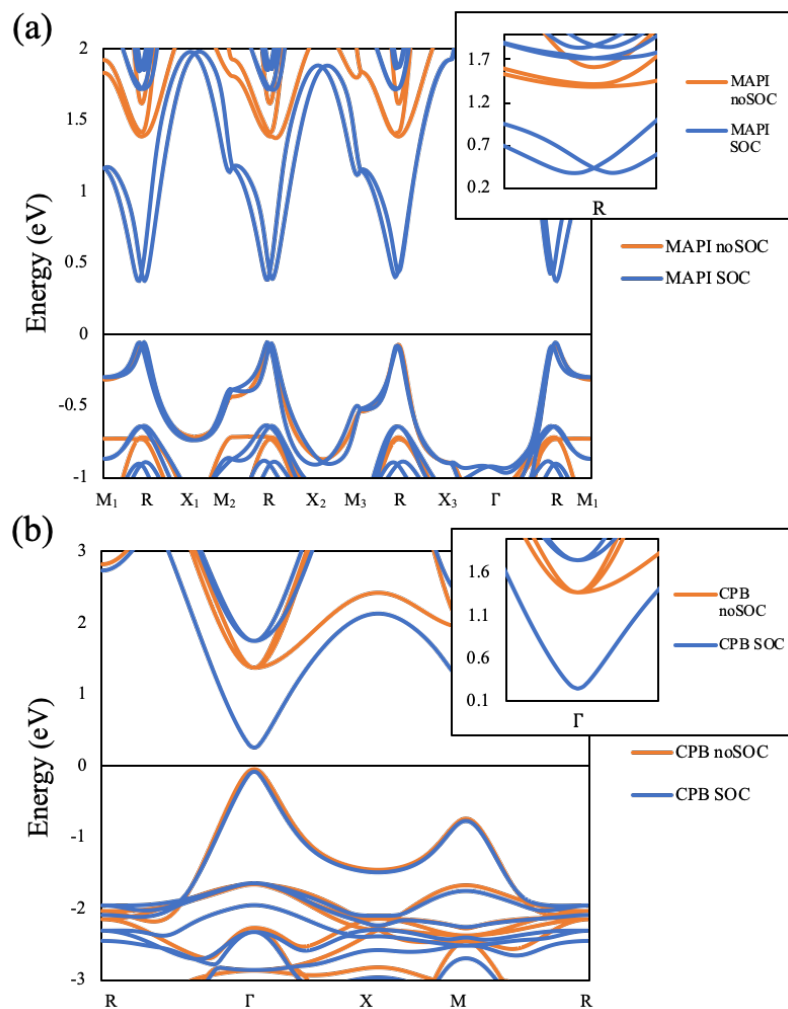 (a)
Energy (eV)
2
1.5
1
0.5
0
-0.5
-1
M₁ R X₁ M₂ R X₂ M₃ R X₃ Γ R M₁
1.7
1.2
0.7
0.2
R
MAPI
noSOC
MAPI
SOC
MAPI noSOC
MAPI SOC
(b)
Energy (eV)
3
2
1
0
-1
-2
-3
R Γ X M R
1.6
1.1
0.6
0.1
Γ
CPB
noSOC
CPB SOC
CPB noSOC
CPB SOC